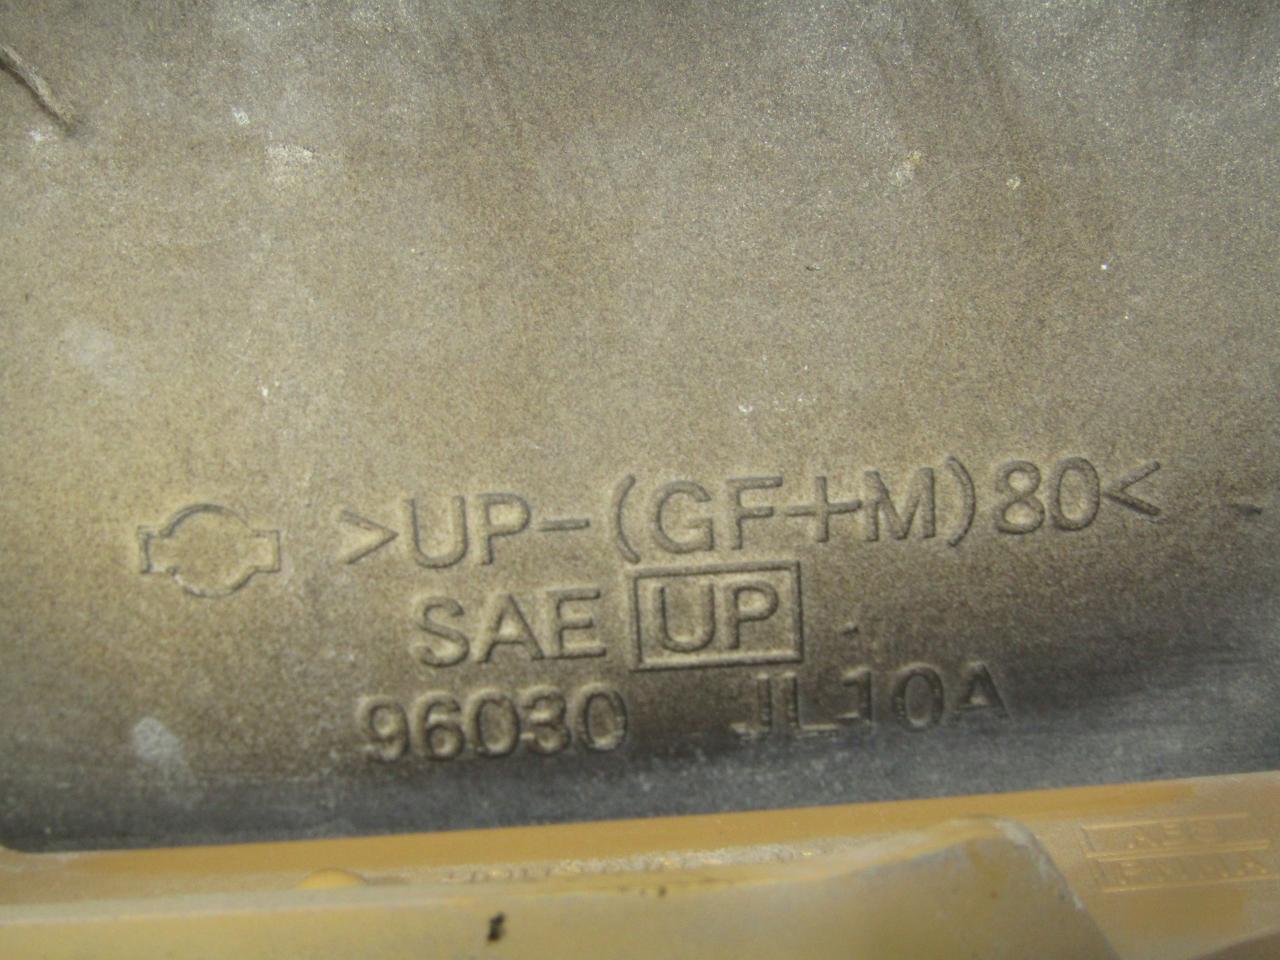 >UP-(GF+M)80<
SAE UP
96030 JL10A